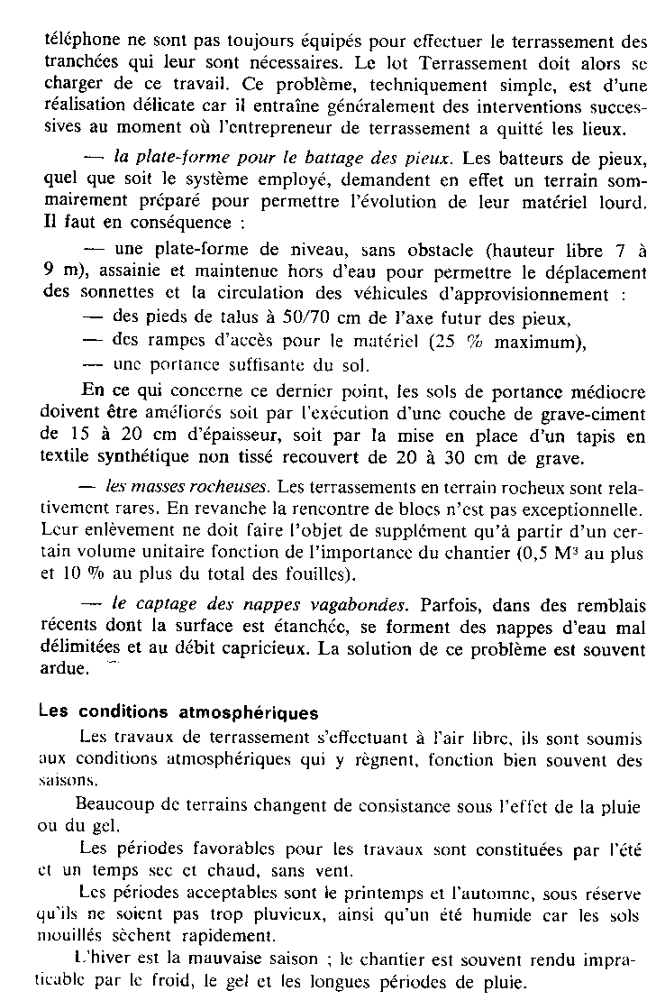 téléphone ne sont pas toujours équipés pour effectuer le terrassement des
tranchées qui leur sont nécessaires. Le lot Terrassement doit alors se
charger de ce travail. Ce problème, techniquement simple, est d'une
réalisation délicate car il entraîne généralement des interventions succes-
sives au moment où l'entrepreneur de terrassement a quitté les lieux.
— la plate-forme pour le battage des pieux. Les batteurs de pieux,
quel que soit le système employé, demandent en effet un terrain som-
mairement préparé pour permettre l'évolution de leur matériel lourd.
Il faut en conséquence :
— une plate-forme de niveau, sans obstacle (hauteur libre 7 à
9 m), assainie et maintenue hors d'eau pour permettre le déplacement
des sonnettes et la circulation des véhicules d'approvisionnement :
— des pieds de talus à 50/70 cm de l'axe futur des pieux,
— des rampes d'accès pour le matériel (25 % maximum),
— une portance suffisante du sol.
En ce qui concerne ce dernier point, les sols de portance médiocre
doivent être améliorés soit par l'exécution d'une couche de grave-ciment
de 15 à 20 cm d'épaisseur, soit par la mise en place d'un tapis en
textile synthétique non tissé recouvert de 20 à 30 cm de grave.
— les masses rocheuses. Les terrassements en terrain rocheux sont rela-
tivement rares. En revanche la rencontre de blocs n'est pas exceptionnelle.
Leur enlèvement ne doit faire l'objet de supplément qu'à partir d'un cer-
tain volume unitaire fonction de l'importance du chantier (0,5 M³ au plus
et 10 % au plus du total des fouilles).
— le captage des nappes vagabondes. Parfois, dans des remblais
récents dont la surface est étanchée, se forment des nappes d'eau mal
délimitées et au débit capricieux. La solution de ce problème est souvent
ardue.
Les conditions atmosphériques
Les travaux de terrassement s'effectuant à l'air libre, ils sont soumis
aux conditions atmosphériques qui y règnent, fonction bien souvent des
saisons.
Beaucoup de terrains changent de consistance sous l'effet de la pluie
ou du gel.
Les périodes favorables pour les travaux sont constituées par l'été
et un temps sec et chaud, sans vent.
Les périodes acceptables sont le printemps et l'automne, sous réserve
qu'ils ne soient pas trop pluvieux, ainsi qu'un été humide car les sols
mouillés sèchent rapidement.
L'hiver est la mauvaise saison ; le chantier est souvent rendu impra-
ticable par le froid, le gel et les longues périodes de pluie.